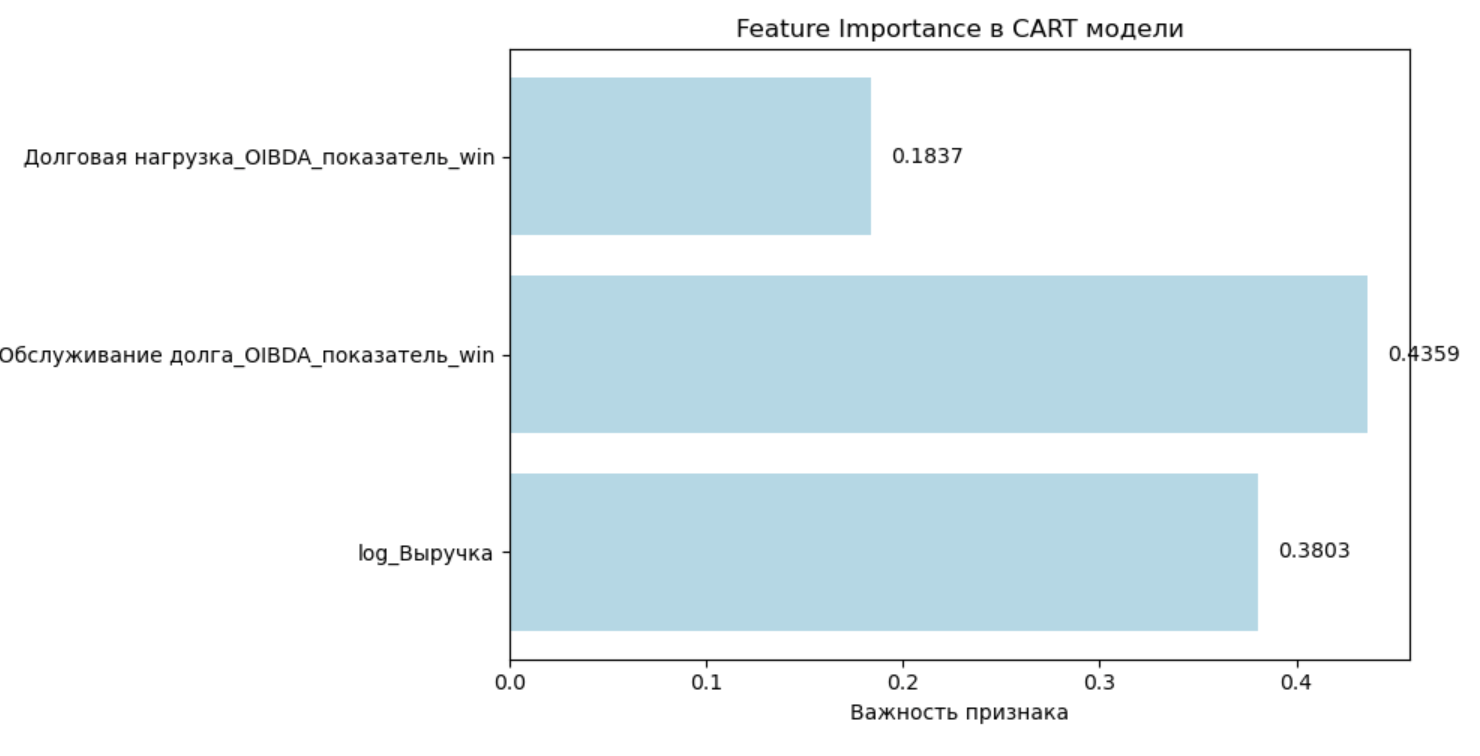 Feature Importance в CART модели
Долговая нагрузка_OIBDA_показатель_win
0.1837
Обслуживание долга_OIBDA_показатель_win
0.4359
log_Выручка
0.3803
0.0 0.1 0.2 0.3 0.4
Важность признака